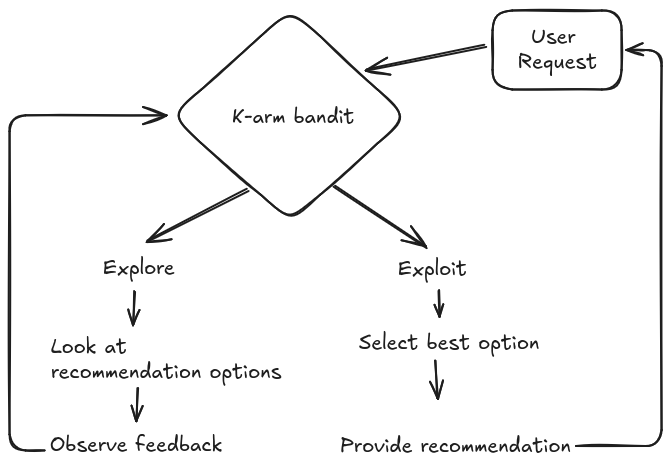 User
Request
K-arm bandit
Explore
Exploit
Look at
recommendation options
Select best option
Observe feedback
Provide recommendation